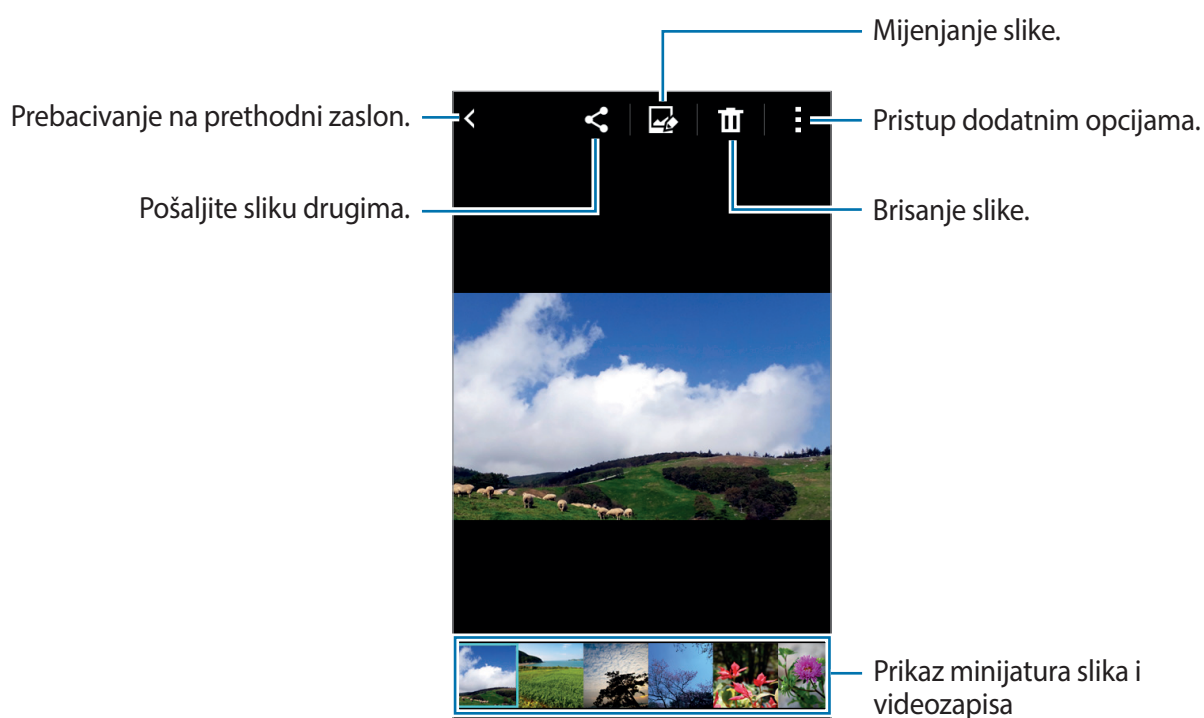 Mijenjanje slike.
Prebacivanje na prethodni zaslon.
Pristup dodatnim opcijama.
Pošaljite sliku drugima.
Brisanje slike.
Prikaz minijatura slika i
videozapisa